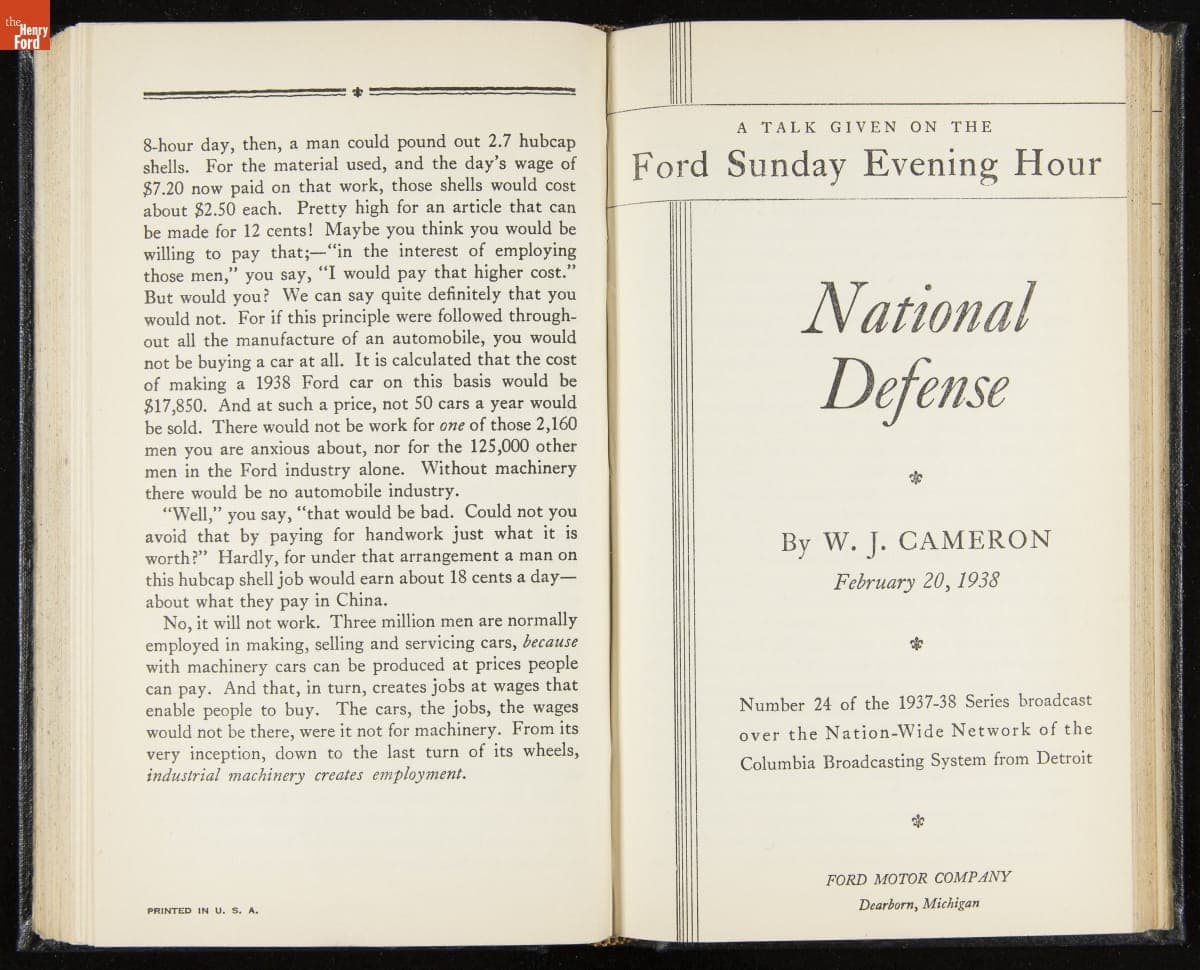 the
Henry
Ford
8-hour day, then, a man could pound out 2.7 hubcap
shells. For the material used, and the day's wage of
$7.20 now paid on that work, those shells would cost
about $2.50 each. Pretty high for an article that can
be made for 12 cents! Maybe you think you would be
willing to pay that;—"in the interest of employing
those men," you say, "I would pay that higher cost."
But would you? We can say quite definitely that you
would not. For if this principle were followed through-
out all the manufacture of an automobile, you would
not be buying a car at all. It is calculated that the cost
of making a 1938 Ford car on this basis would be
$17,850. And at such a price, not 50 cars a year would
be sold. There would not be work for one of those 2,160
men you are anxious about, nor for the 125,000 other
men in the Ford industry alone. Without machinery
there would be no automobile industry.
"Well," you say, "that would be bad. Could not you
avoid that by paying for handwork just what it is
worth?" Hardly, for under that arrangement a man on
this hubcap shell job would earn about 18 cents a day—
about what they pay in China.
No, it will not work. Three million men are normally
employed in making, selling and servicing cars, because
with machinery cars can be produced at prices people
can pay. And that, in turn, creates jobs at wages that
enable people to buy. The cars, the jobs, the wages
would not be there, were it not for machinery. From its
very inception, down to the last turn of its wheels,
industrial machinery creates employment.
PRINTED IN U. S. A.
A TALK GIVEN ON THE
Ford Sunday Evening Hour
National
Defense
By W. J. CAMERON
February 20, 1938
Number 24 of the 1937-38 Series broadcast
over the Nation-Wide Network of the
Columbia Broadcasting System from Detroit
FORD MOTOR COMPANY
Dearborn, Michigan